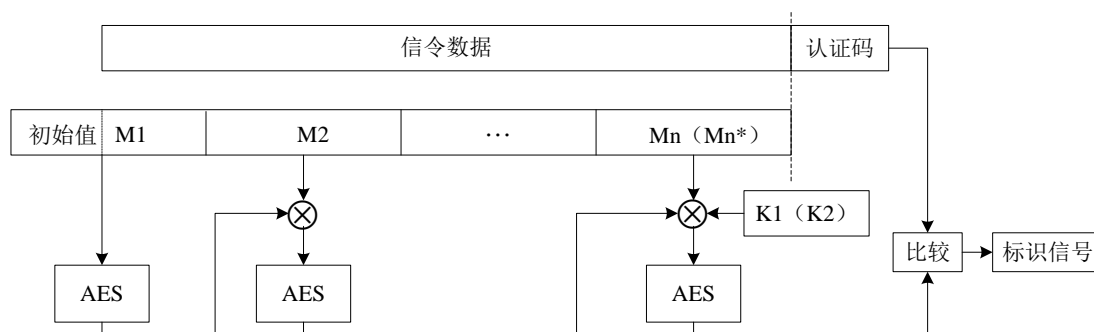 信令数据 认证码
初始值 M1 M2 … Mn（Mn*）
K1（K2）
比较 标识信号
AES AES AES